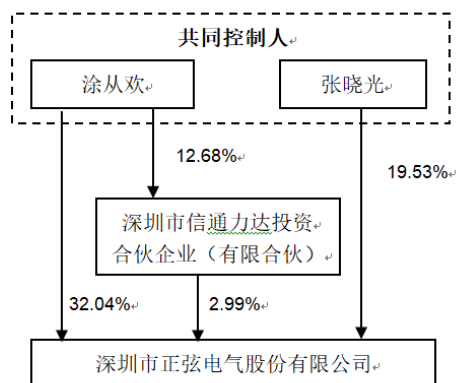 共同控制人
涂从欢
张晓光
12.68%
19.53%
深圳市信通力达投资
合伙企业（有限合伙）
32.04%
2.99%
深圳市正弦电气股份有限公司